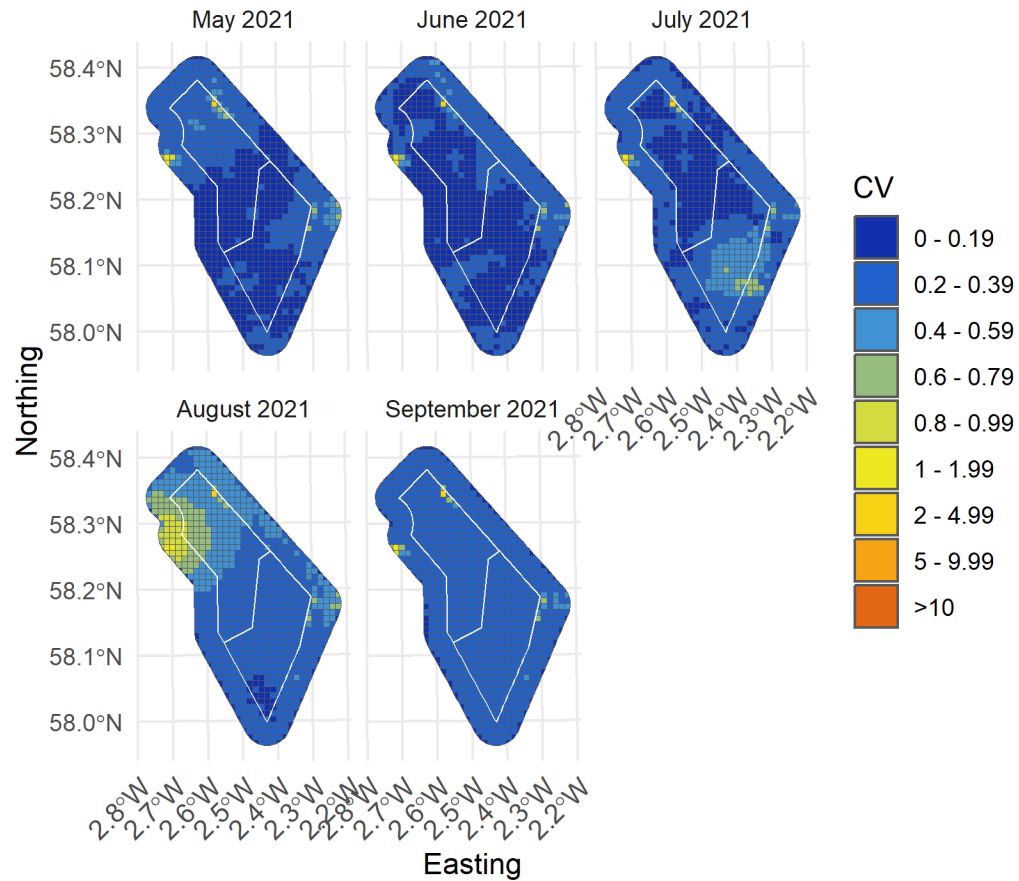 May 2021
June 2021
July 2021
58.4°N
58.3°N
58.2°N
58.1°N
58.0°N
2.8°W
2.7°W
2.6°W
2.5°W
2.4°W
2.3°W
2.2°W
August 2021
September 2021
58.4°N
58.3°N
58.2°N
58.1°N
58.0°N
2.8°W
2.7°W
2.6°W
2.5°W
2.4°W
2.3°W
2.2°W
2.8°W
2.7°W
2.6°W
2.5°W
2.4°W
2.3°W
2.2°W
Northing
Easting
CV
0 - 0.19
0.2 - 0.39
0.4 - 0.59
0.6 - 0.79
0.8 - 0.99
1 - 1.99
2 - 4.99
5 - 9.99
>10